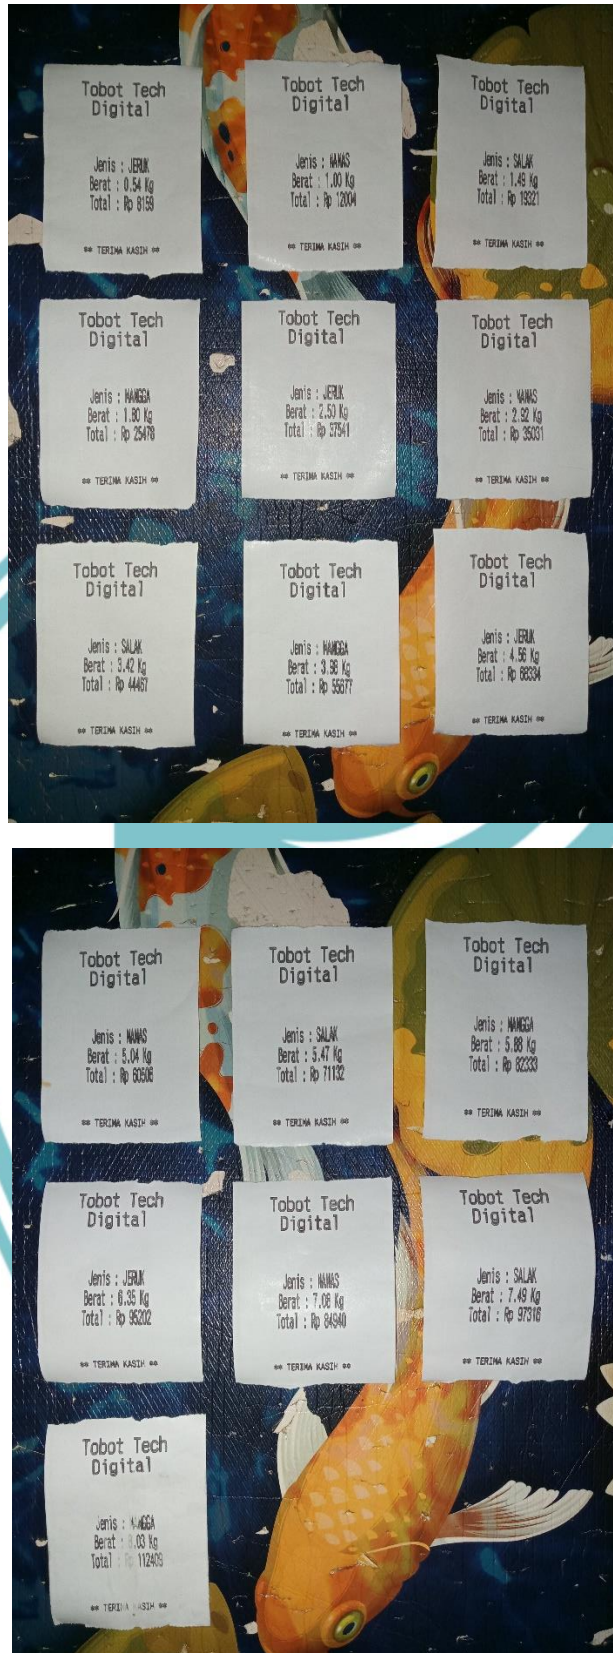 Tobot Tech
Digital
Jenis : JERUK
Berat : 0.54 Kg
Total : Rp 8159
** TERIMA KASIH **
Tobot Tech
Digital
Jenis : NANAS
Berat : 1.00 Kg
Total : Rp 12004
** TERIMA KASIH **
Tobot Tech
Digital
Jenis : SALAK
Berat : 1.49 Kg
Total : Rp 19321
** TERIMA KASIH **
Tobot Tech
Digital
Jenis : MANGGA
Berat : 1.80 Kg
Total : Rp 25478
** TERIMA KASIH **
Tobot Tech
Digital
Jenis : JERUK
Berat : 2.50 Kg
Total : Rp 37541
** TERIMA KASIH **
Tobot Tech
Digital
Jenis : NANAS
Berat : 2.92 Kg
Total : Rp 35031
** TERIMA KASIH **
Tobot Tech
Digital
Jenis : SALAK
Berat : 3.42 Kg
Total : Rp 44467
** TERIMA KASIH **
Tobot Tech
Digital
Jenis : MANGGA
Berat : 3.98 Kg
Total : Rp 55677
** TERIMA KASIH **
Tobot Tech
Digital
Jenis : JERUK
Berat : 4.56 Kg
Total : Rp 68334
** TERIMA KASIH **
Tobot Tech
Digital
Jenis : NANAS
Berat : 5.04 Kg
Total : Rp 60506
** TERIMA KASIH **
Tobot Tech
Digital
Jenis : SALAK
Berat : 5.47 Kg
Total : Rp 71132
** TERIMA KASIH **
Tobot Tech
Digital
Jenis : MANGGA
Berat : 5.88 Kg
Total : Rp 82333
** TERIMA KASIH **
Tobot Tech
Digital
Jenis : JERUK
Berat : 6.35 Kg
Total : Rp 95202
** TERIMA KASIH **
Tobot Tech
Digital
Jenis : NANAS
Berat : 7.08 Kg
Total : Rp 84940
** TERIMA KASIH **
Tobot Tech
Digital
Jenis : SALAK
Berat : 7.49 Kg
Total : Rp 97316
** TERIMA KASIH **
Tobot Tech
Digital
Jenis : MANGGA
Berat : .03 Kg
Total : Rp 112409
** TERIMA KASIH **